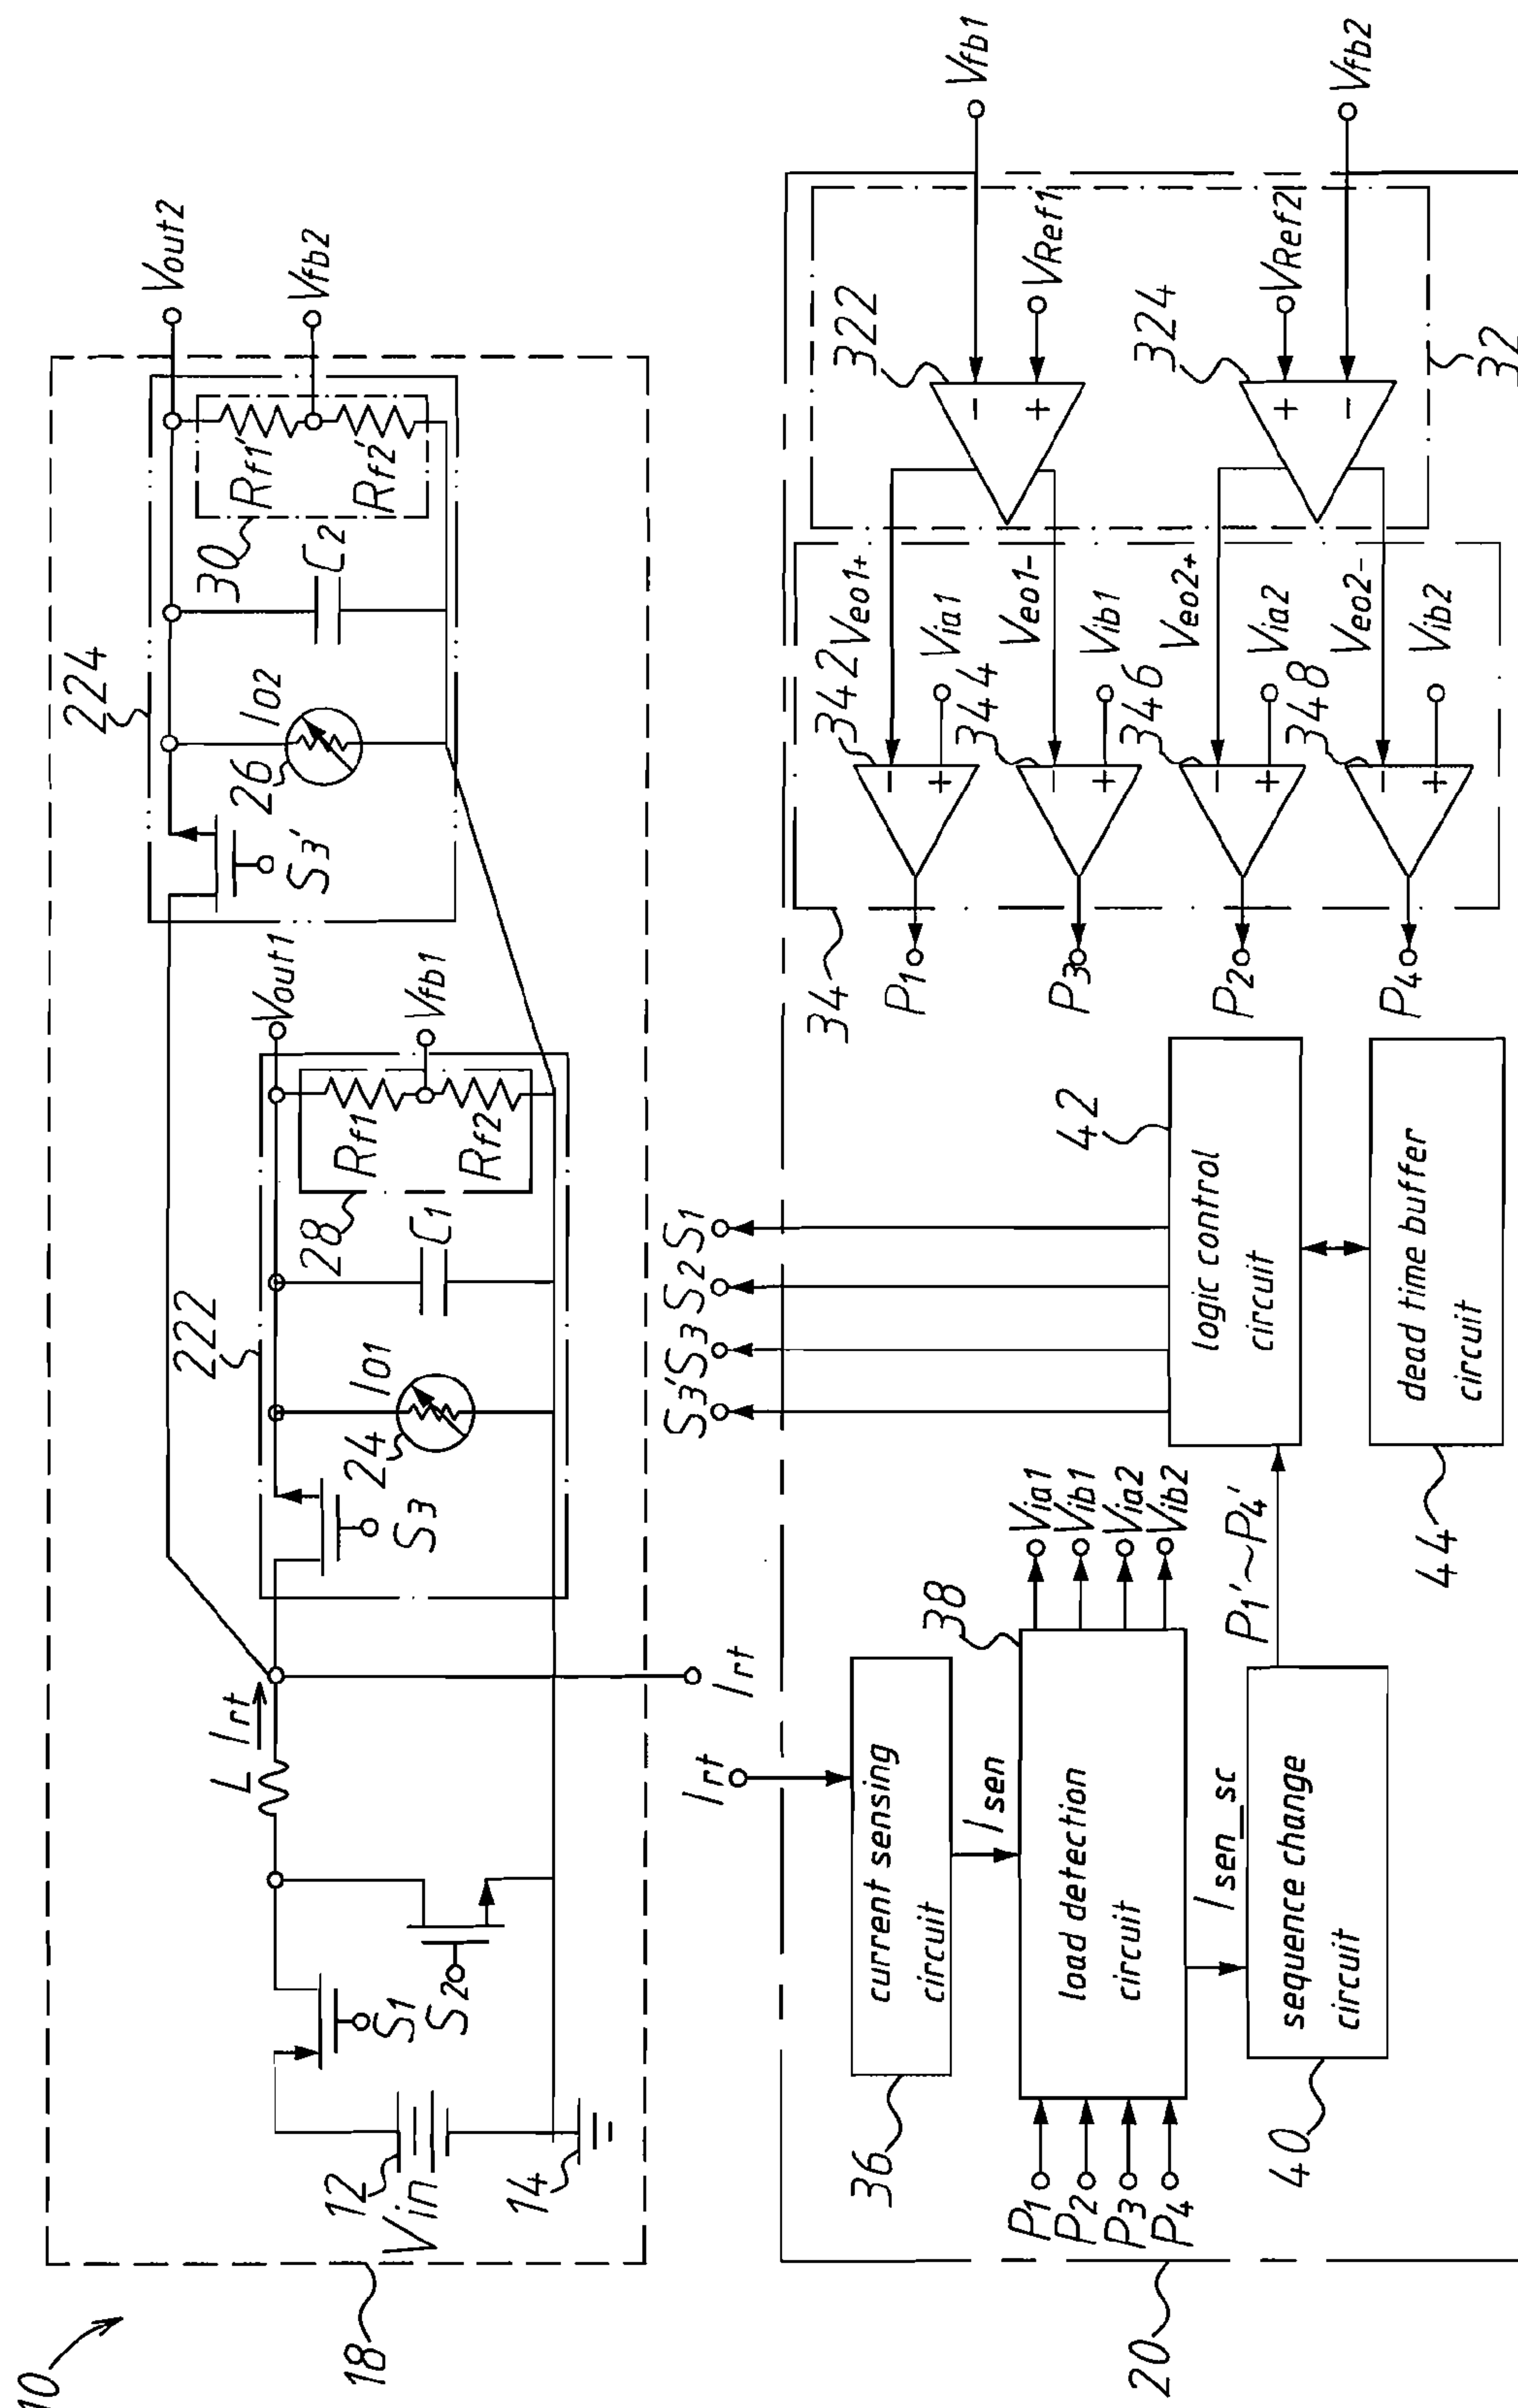 10
18
12
Vin
14
S1
S2
L
Irt
Irt
222
S3
24
IO1
C1
28
Rf1
Rf2
Vout1
Vfb1
224
S3'
26
IO2
C2
30
Rf1'
Rf2'
Vout2
Vfb2
20
P1
P2
P3
P4
36
Irt
current sensing
circuit
Isen
38
load detection
circuit
Via1
Vib1
Via2
Vib2
Isen_sc
40
sequence change
circuit
P1'~P4'
S3'
S3
S2
S1
42
logic control
circuit
44
dead time buffer
circuit
34
P1
P3
P2
P4
342
Veo1+
-
+
Via1
344
Veo1-
-
+
Vib1
346
Veo2+
-
+
Via2
348
Veo2-
-
+
Vib2
322
-
+
Vfb1
VRef1
324
+
-
VRef2
Vfb2
32